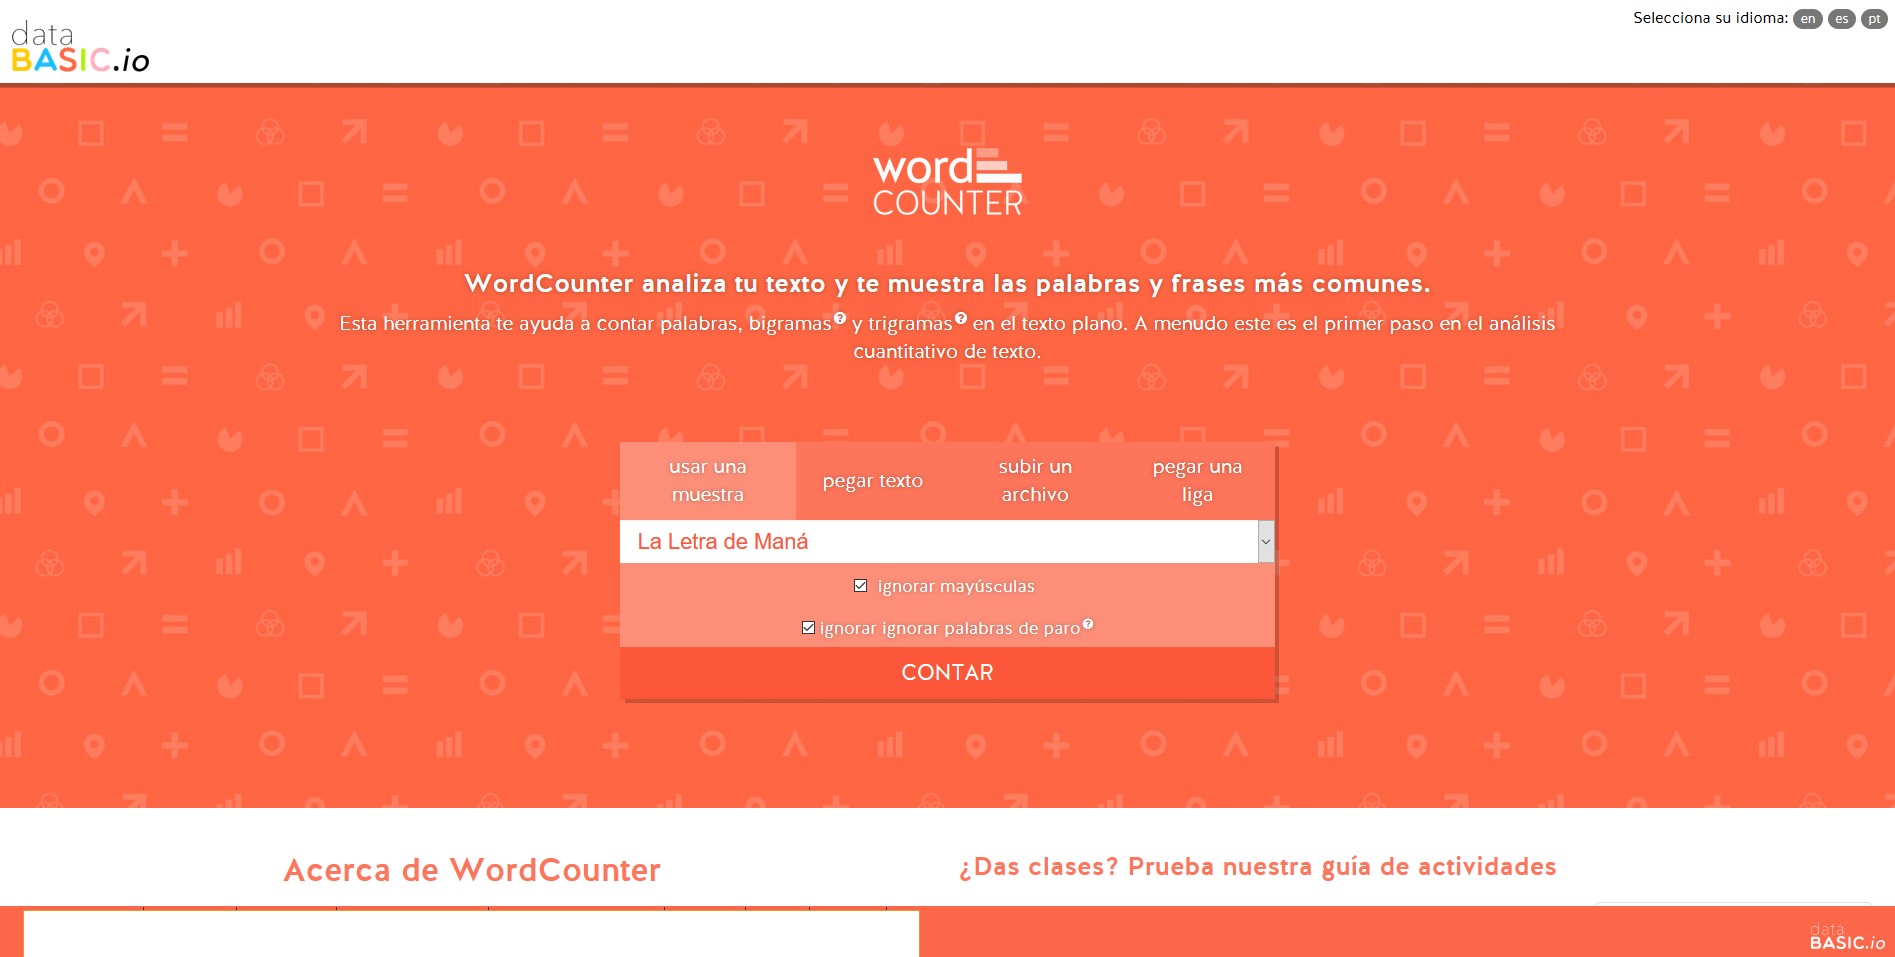 data
BASIC.io
Selecciona su idioma: en es pt
word
COUNTER
WordCounter analiza tu texto y te muestra las palabras y frases más comunes.
Esta herramienta te ayuda a contar palabras, bigramas? y trigramas? en el texto plano. A menudo este es el primer paso en el análisis
cuantitativo de texto.
usar una
muestra
pegar texto
subir un
archivo
pegar una
liga
La Letra de Maná
ignorar mayúsculas
ignorar ignorar palabras de paro?
CONTAR
Acerca de WordCounter
¿Das clases? Prueba nuestra guía de actividades
data
BASIC.io